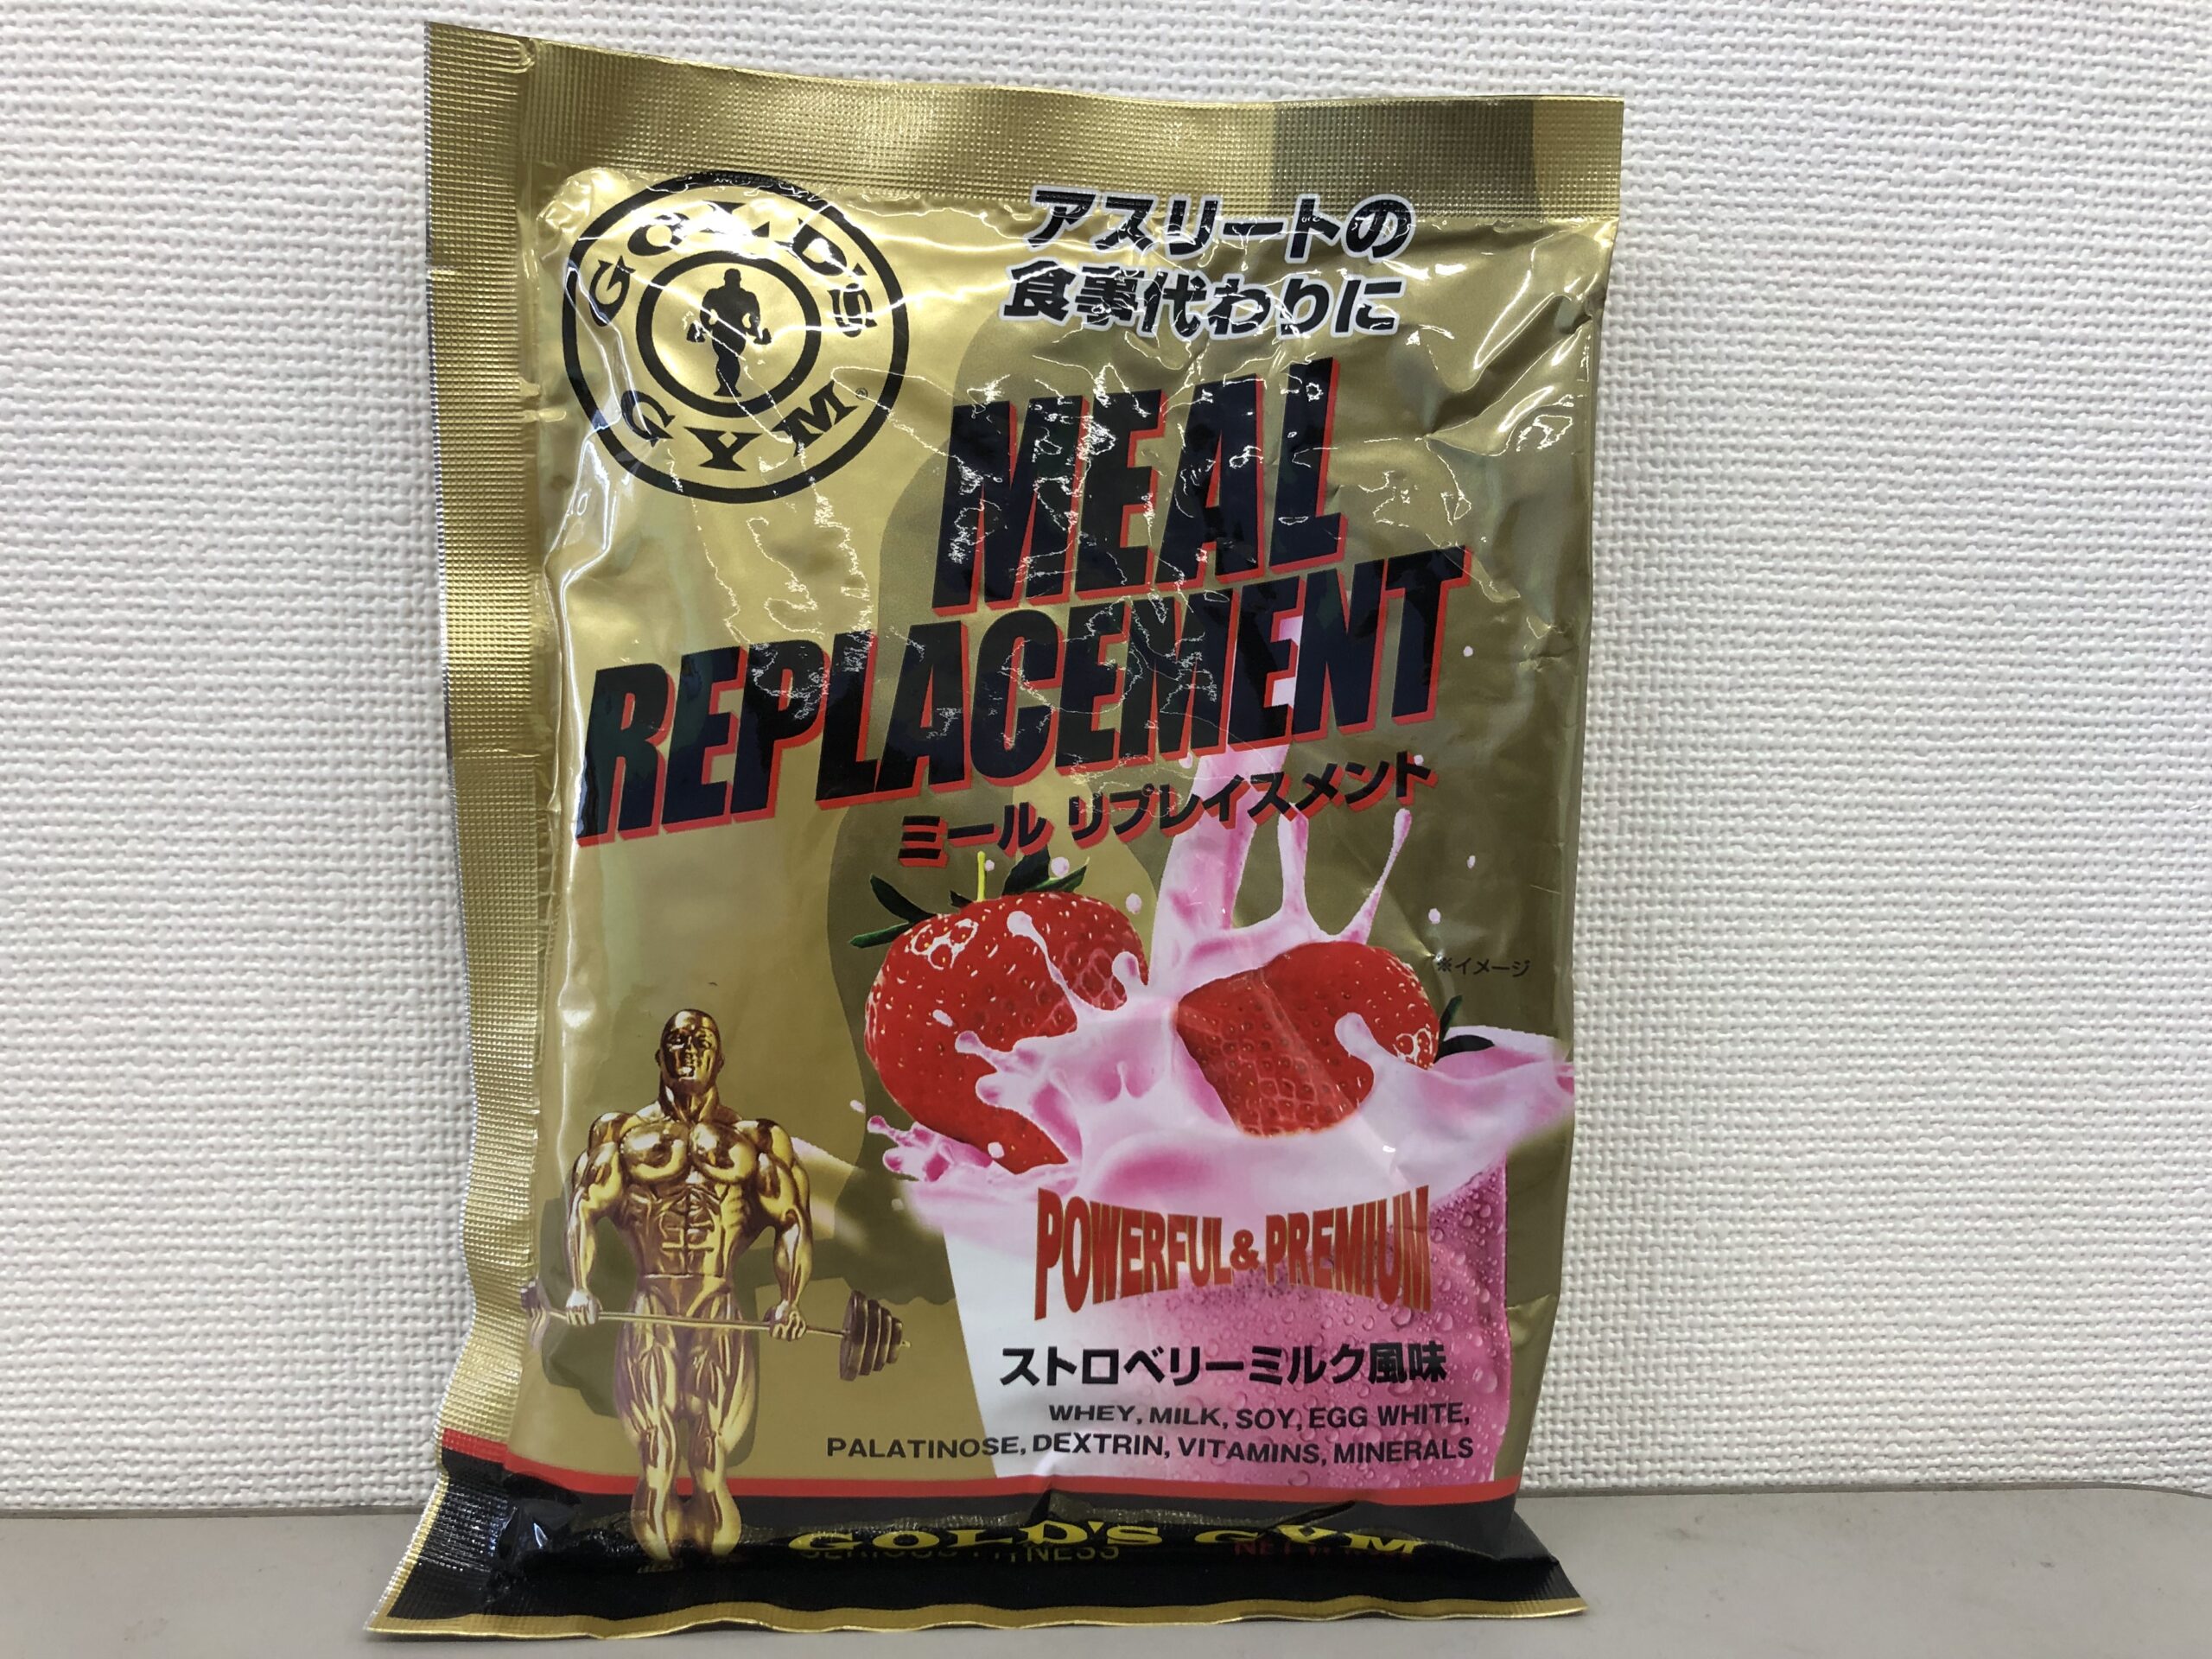 GOLD'S
GYM
®
アスリートの
食事代わりに
MEAL
REPLACEMENT
ミール リプレイスメント
※イメージ
POWERFUL & PREMIUM
ストロベリーミルク風味
WHEY, MILK, SOY, EGG WHITE,
PALATINOSE, DEXTRIN, VITAMINS, MINERALS
GOLD'S GYM
SERIOUS FITNESS